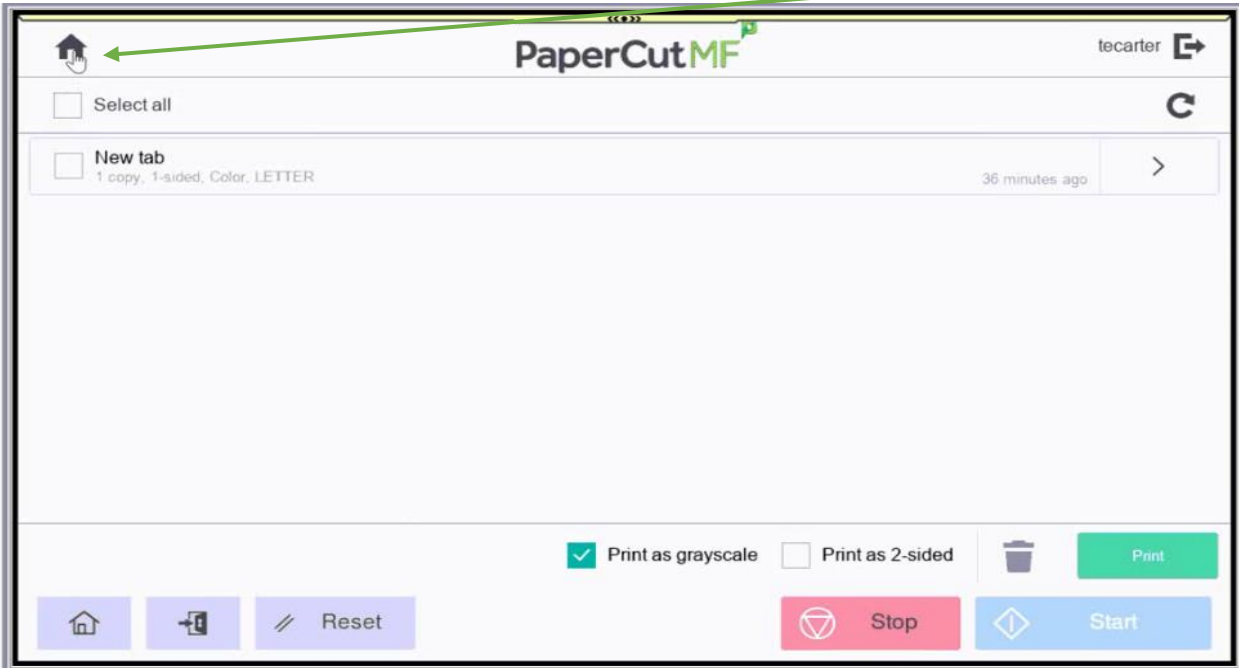 PaperCutMF
tecarter
Select all
New tab
1 copy, 1-sided, Color, LETTER
36 minutes ago
Print as grayscale
Print as 2-sided
Print
Reset
Stop
Start